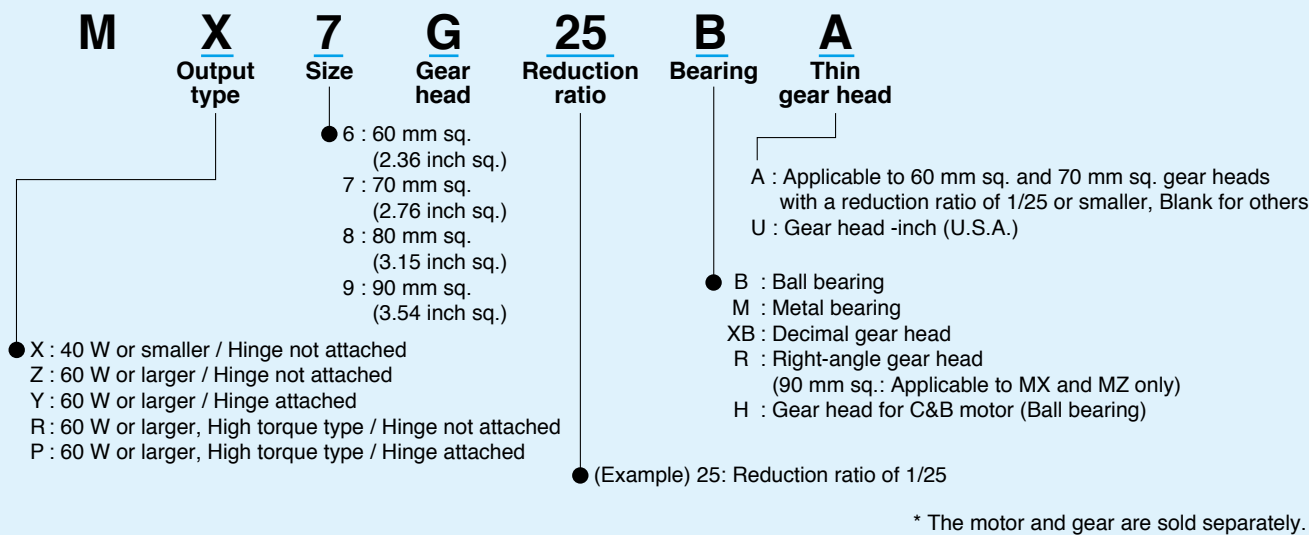 M X 7 G 25 B A
Output type
Size
Gear head
Reduction ratio
Bearing
Thin gear head
6 : 60 mm sq.
(2.36 inch sq.)
7 : 70 mm sq.
(2.76 inch sq.)
8 : 80 mm sq.
(3.15 inch sq.)
9 : 90 mm sq.
(3.54 inch sq.)
A : Applicable to 60 mm sq. and 70 mm sq. gear heads
with a reduction ratio of 1/25 or smaller, Blank for others
U : Gear head -inch (U.S.A.)
B : Ball bearing
M : Metal bearing
XB : Decimal gear head
R : Right-angle gear head
(90 mm sq.: Applicable to MX and MZ only)
H : Gear head for C&B motor (Ball bearing)
X : 40 W or smaller / Hinge not attached
Z : 60 W or larger / Hinge not attached
Y : 60 W or larger / Hinge attached
R : 60 W or larger, High torque type / Hinge not attached
P : 60 W or larger, High torque type / Hinge attached
(Example) 25: Reduction ratio of 1/25
* The motor and gear are sold separately.